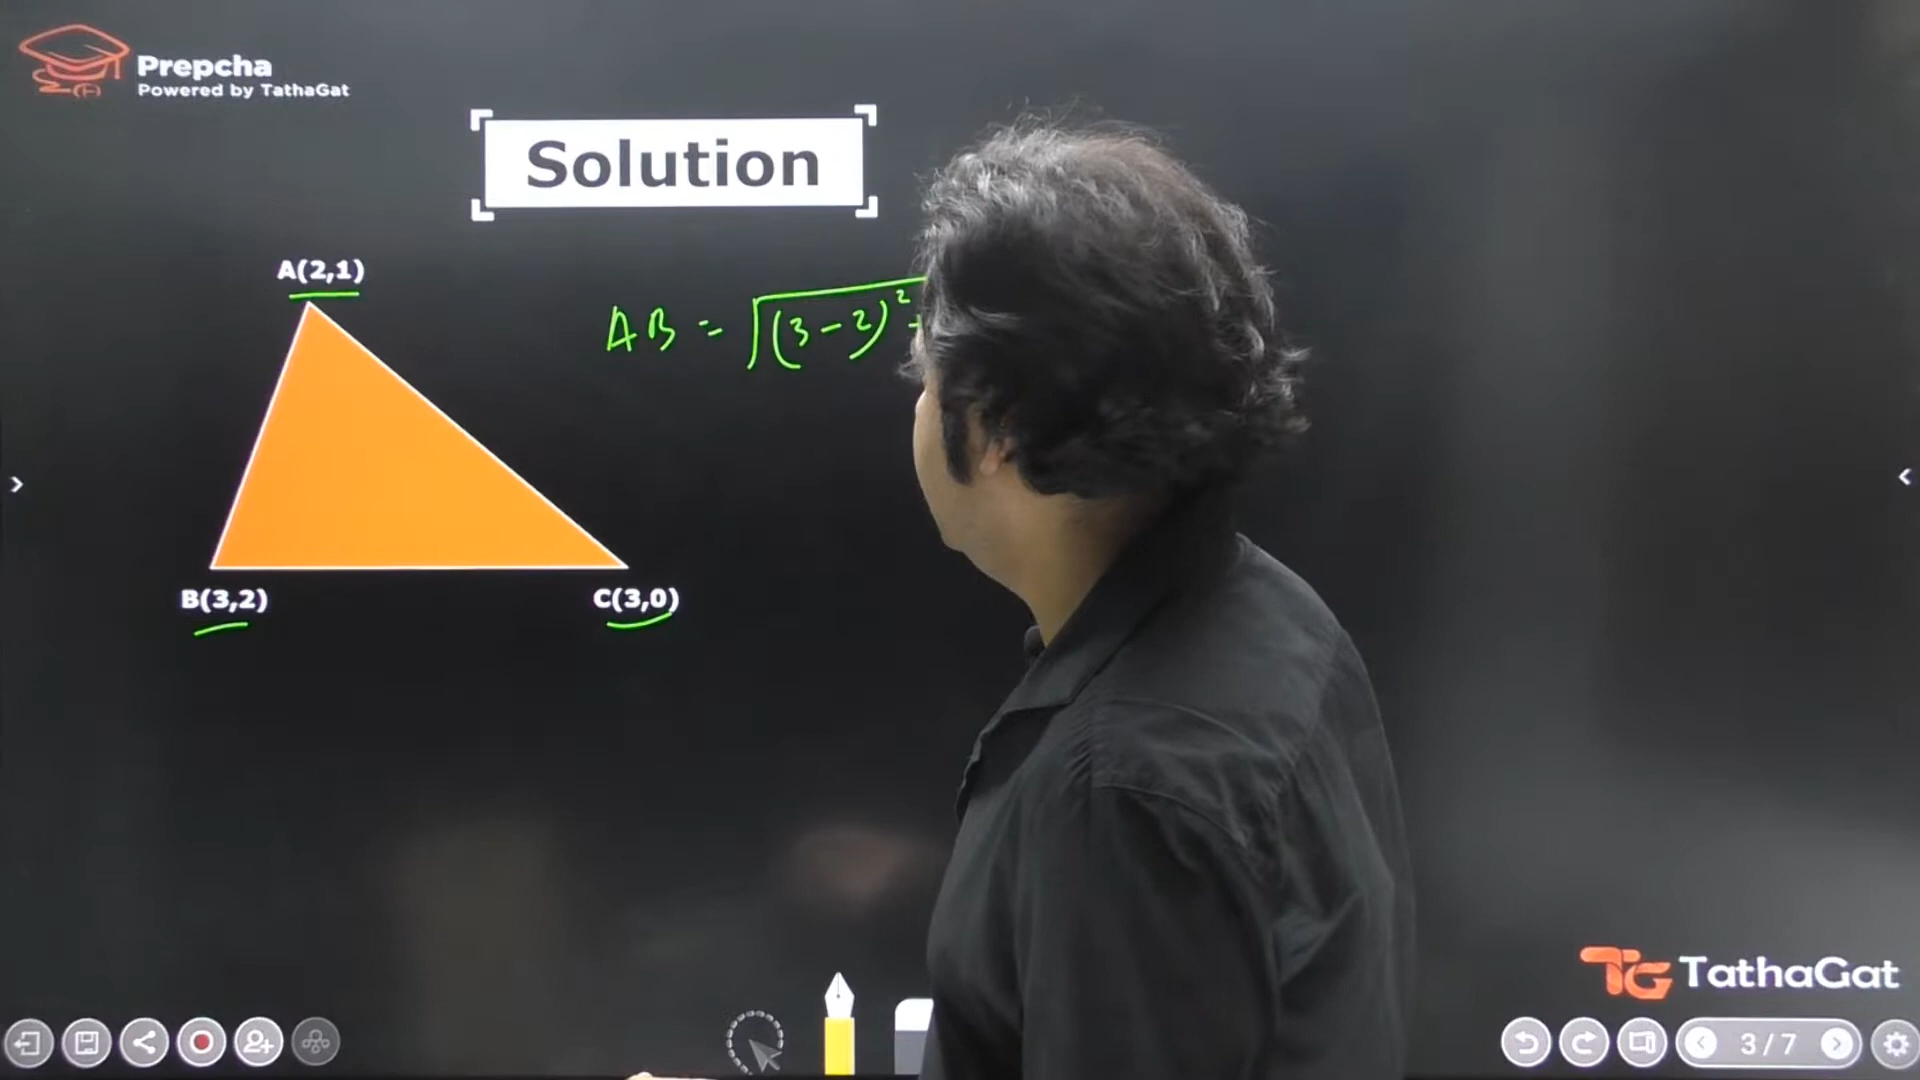 Prepcha
Powered by TathaGat
Solution
A(2,1)
AB = √(3-2)² +
B(3,2)
C(3,0)
TathaGat
3/7